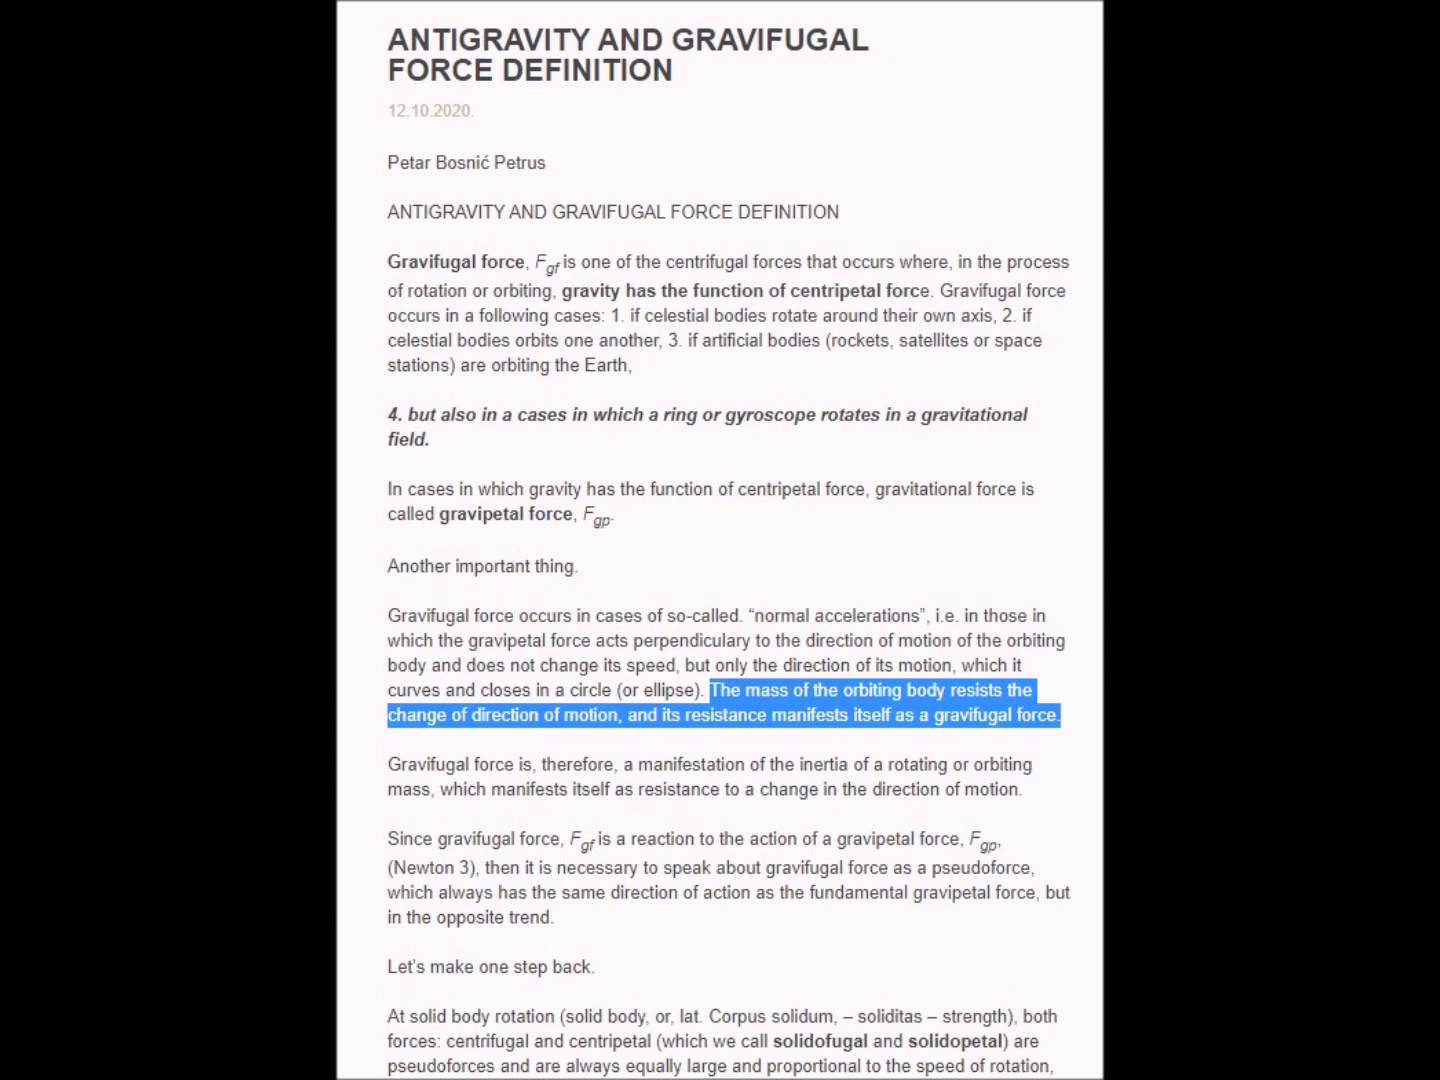 ANTIGRAVITY AND GRAVIFUGAL
FORCE DEFINITION
12.10.2020.
Petar Bosnić Petrus
ANTIGRAVITY AND GRAVIFUGAL FORCE DEFINITION
Gravifugal force, Fgf is one of the centrifugal forces that occurs where, in the process
of rotation or orbiting, gravity has the function of centripetal force. Gravifugal force
occurs in a following cases: 1. if celestial bodies rotate around their own axis, 2. if
celestial bodies orbits one another, 3. if artificial bodies (rockets, satellites or space
stations) are orbiting the Earth,
4. but also in a cases in which a ring or gyroscope rotates in a gravitational
field.
In cases in which gravity has the function of centripetal force, gravitational force is
called gravipetal force, Fgp.
Another important thing.
Gravifugal force occurs in cases of so-called. “normal accelerations”, i.e. in those in
which the gravipetal force acts perpendiculary to the direction of motion of the orbiting
body and does not change its speed, but only the direction of its motion, which it
curves and closes in a circle (or ellipse). The mass of the orbiting body resists the
change of direction of motion, and its resistance manifests itself as a gravifugal force.
Gravifugal force is, therefore, a manifestation of the inertia of a rotating or orbiting
mass, which manifests itself as resistance to a change in the direction of motion.
Since gravifugal force, Fgf is a reaction to the action of a gravipetal force, Fgp,
(Newton 3), then it is necessary to speak about gravifugal force as a pseudoforce,
which always has the same direction of action as the fundamental gravipetal force, but
in the opposite trend.
Let’s make one step back.
At solid body rotation (solid body, or, lat. Corpus solidum, – soliditas – strength), both
forces: centrifugal and centripetal (which we call solidofugal and solidopetal) are
pseudoforces and are always equally large and proportional to the speed of rotation,